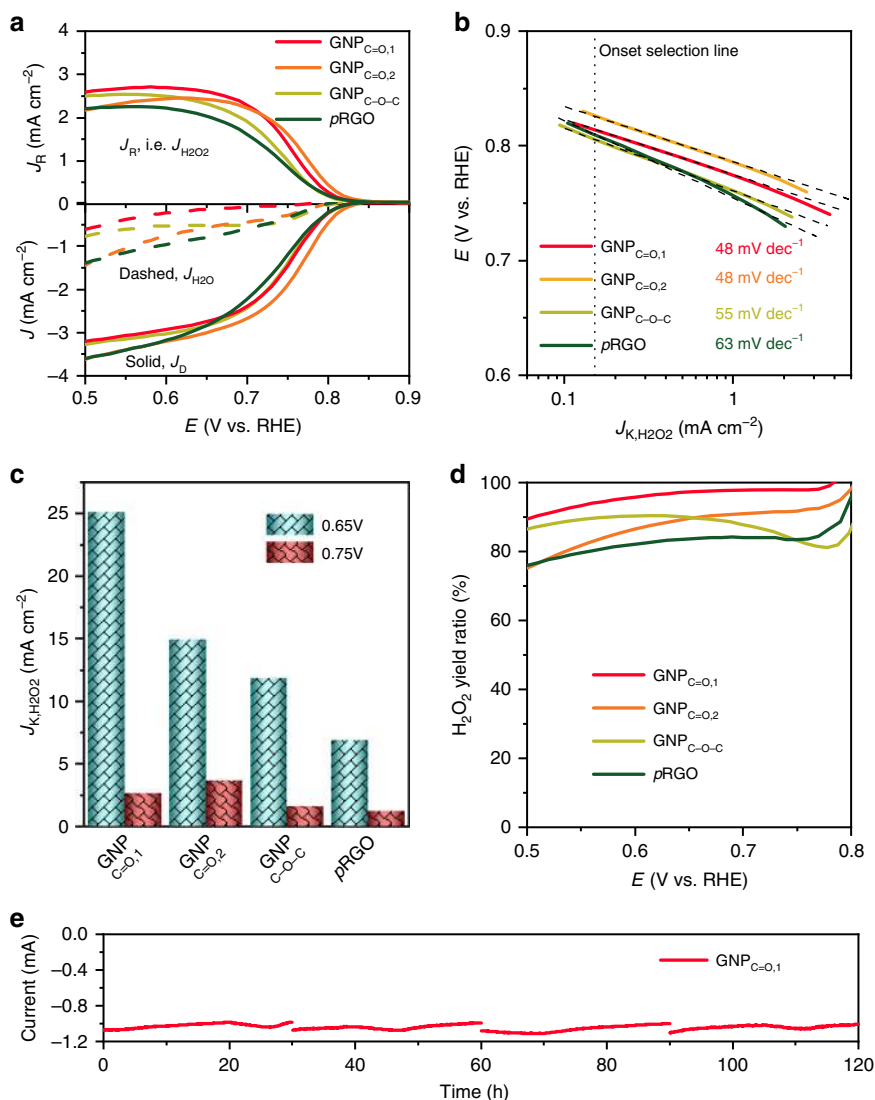 a
4
3
2
1
0
−1
−2
−3
−4
J_R (mA cm⁻²)
J (mA cm⁻²)
GNP_C=O,1
GNP_C=O,2
GNP_C–O–C
pRGO
J_R, i.e. J_H2O2
Dashed, J_H2O
Solid, J_D
0.5 0.6 0.7 0.8 0.9
E (V vs. RHE)
b
0.9
0.8
0.7
0.6
E (V vs. RHE)
Onset selection line
GNP_C=O,1 48 mV dec⁻¹
GNP_C=O,2 48 mV dec⁻¹
GNP_C–O–C 55 mV dec⁻¹
pRGO 63 mV dec⁻¹
0.1 1
J_K,H2O2 (mA cm⁻²)
c
25
20
15
10
5
0
J_K,H2O2 (mA cm⁻²)
0.65V
0.75V
GNP C=O,1
GNP C=O,2
GNP C–O–C
pRGO
d
100
80
60
40
20
0
H₂O₂ yield ratio (%)
GNP_C=O,1
GNP_C=O,2
GNP_C–O–C
pRGO
0.5 0.6 0.7 0.8
E (V vs. RHE)
e
0.0
−0.4
−0.8
−1.2
Current (mA)
GNP_C=O,1
0 20 40 60 80 100 120
Time (h)